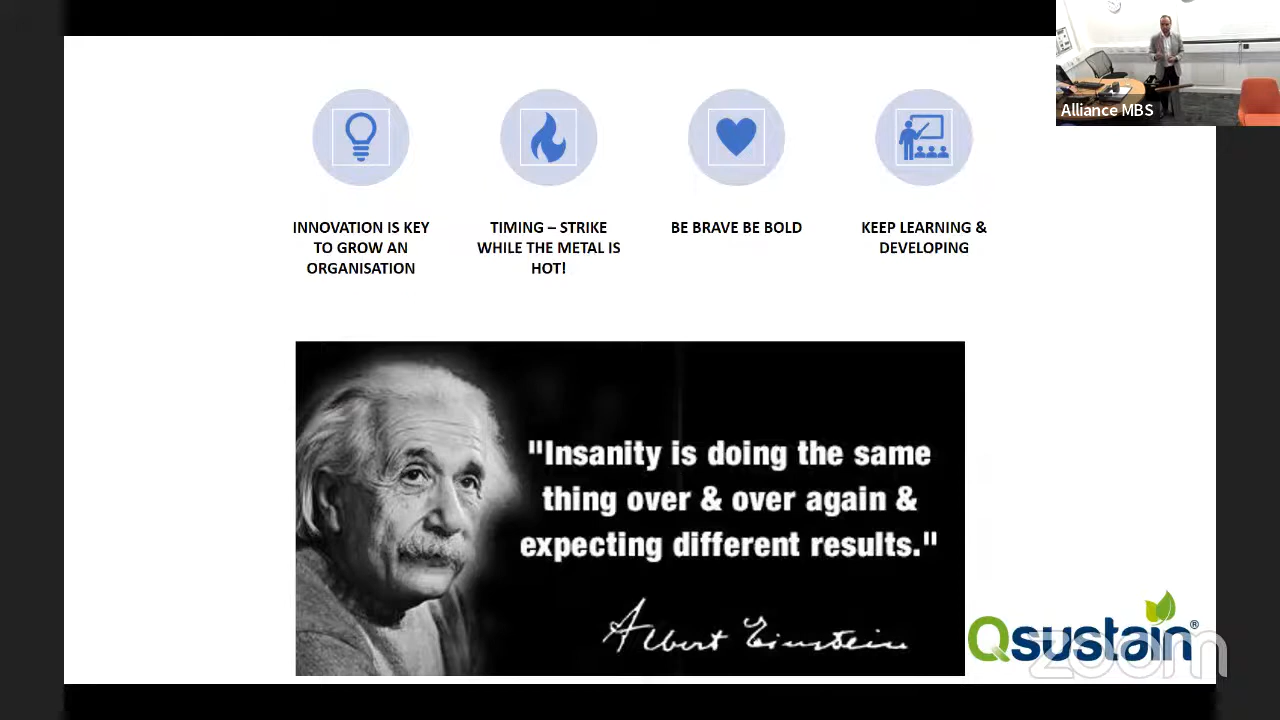 Alliance MBS
INNOVATION IS KEY
TO GROW AN
ORGANISATION
TIMING – STRIKE
WHILE THE METAL IS
HOT!
BE BRAVE BE BOLD
KEEP LEARNING &
DEVELOPING
"Insanity is doing the same
thing over & over again &
expecting different results."
Albert Einstein
Qsustain®
zoom